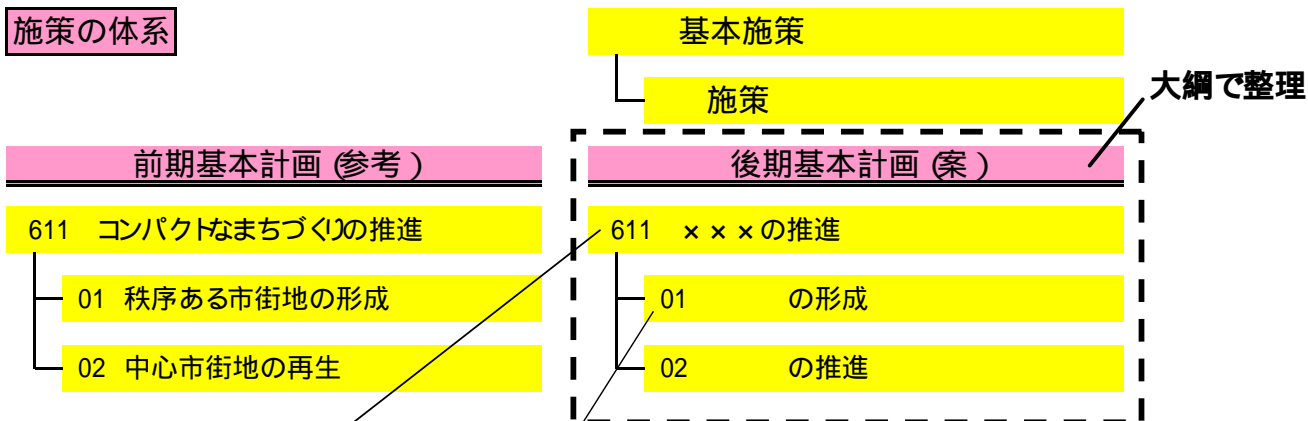 施策の体系
基本施策
施策
大綱で整理
前期基本計画（参考）
後期基本計画（案）
611 コンパクトなまちづくりの推進
01 秩序ある市街地の形成
02 中心市街地の再生
611 ×××の推進
01 の形成
02 の推進